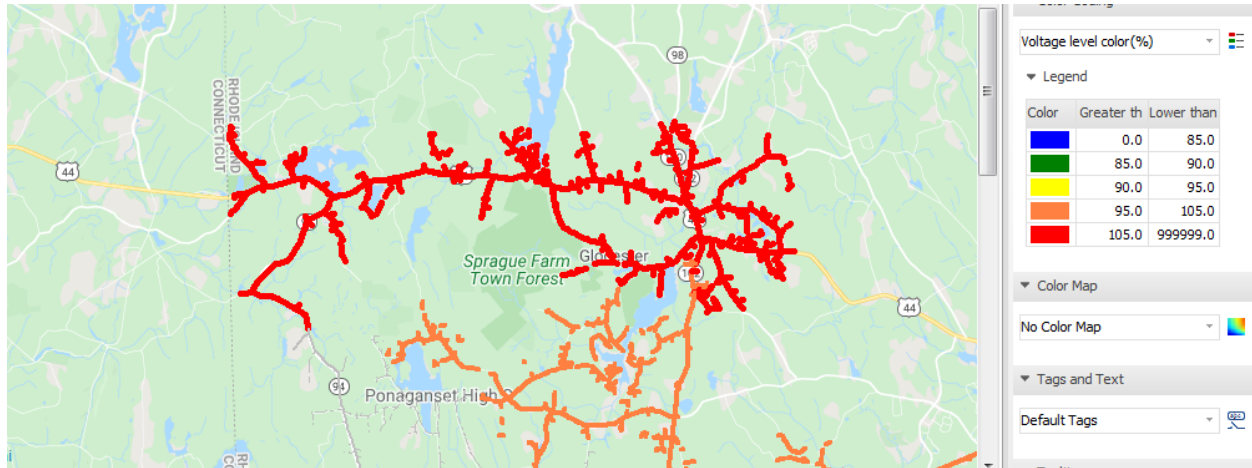 Voltage level color(%)
Legend
Color Greater th Lower than
0.0 85.0
85.0 90.0
90.0 95.0
95.0 105.0
105.0 999999.0
Color Map
No Color Map
Tags and Text
Default Tags
abc
98
RHODE ISLAND
CONNECTICUT
44
Sprague Farm
Town Forest
Glocester
44
94
Ponaganset High